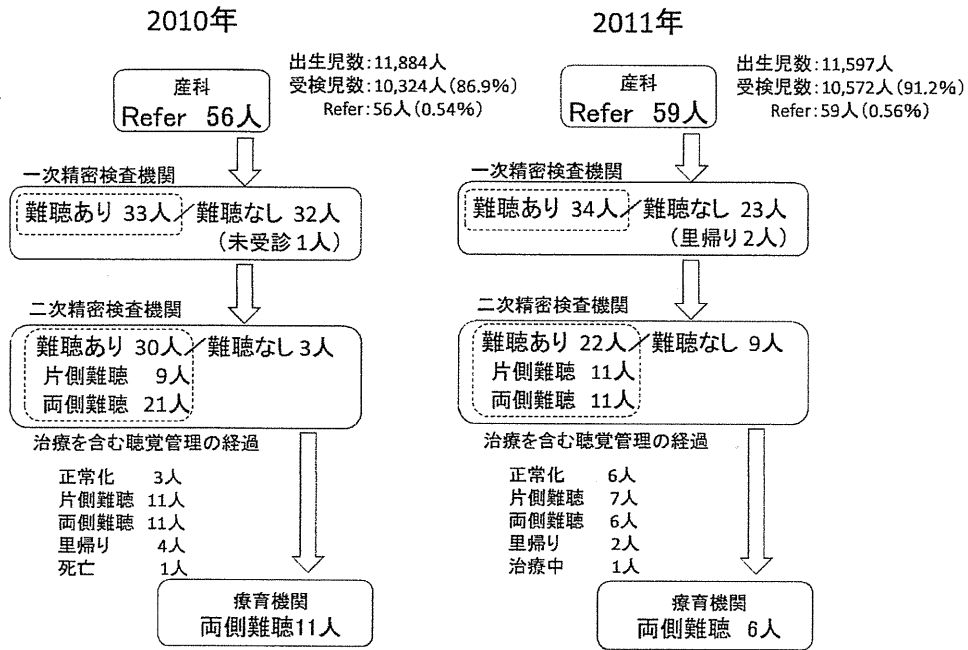 2010年
出生児数:11,884人
受検児数:10,324人(86.9%)
Refer:56人(0.54%)
産科
Refer 56人
一次精密検査機関
難聴あり 33人/難聴なし 32人
(未受診1人)
二次精密検査機関
難聴あり 30人/難聴なし3人
片側難聴 9人
両側難聴 21人
治療を含む聴覚管理の経過
正常化 3人
片側難聴 11人
両側難聴 11人
里帰り 4人
死亡 1人
療育機関
両側難聴11人
2011年
出生児数:11,597人
受検児数:10,572人(91.2%)
Refer:59人(0.56%)
産科
Refer 59人
一次精密検査機関
難聴あり 34人/難聴なし 23人
(里帰り2人)
二次精密検査機関
難聴あり 22人/難聴なし 9人
片側難聴 11人
両側難聴 11人
治療を含む聴覚管理の経過
正常化 6人
片側難聴 7人
両側難聴 6人
里帰り 2人
治療中 1人
療育機関
両側難聴 6人